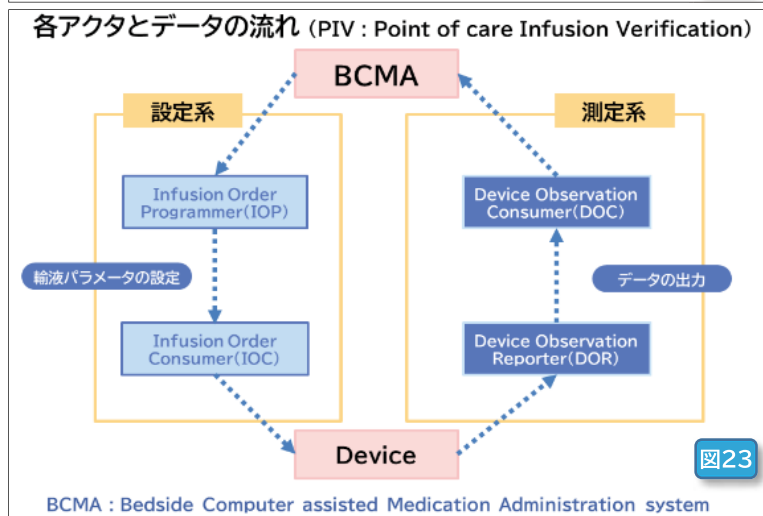 各アクタとデータの流れ (PIV : Point of care Infusion Verification)
BCMA
設定系
測定系
Infusion Order
Programmer(IOP)
Device Observation
Consumer(DOC)
輸液パラメータの設定
データの出力
Infusion Order
Consumer(IOC)
Device Observation
Reporter(DOR)
Device
図23
BCMA : Bedside Computer assisted Medication Administration system